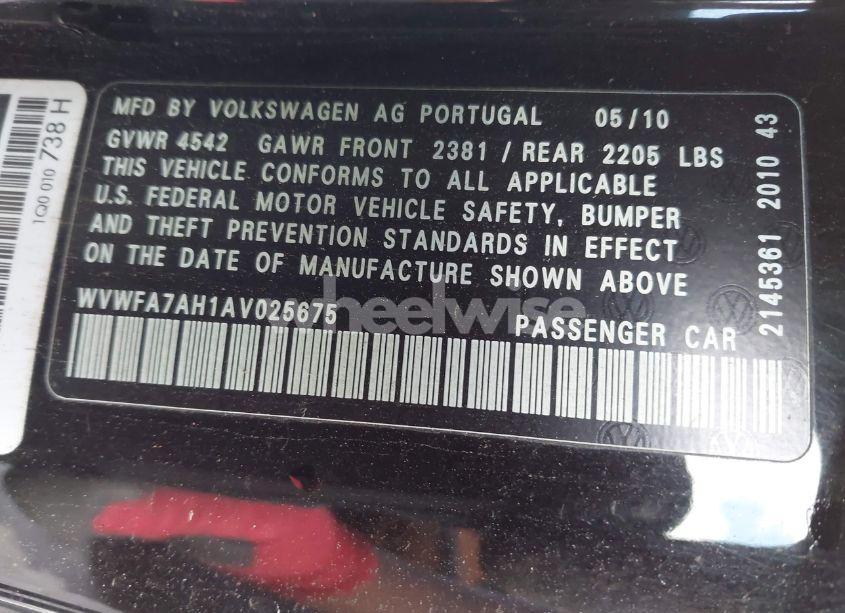 MFD BY VOLKSWAGEN AG PORTUGAL 05/10
GVWR 4542 GAWR FRONT 2381 / REAR 2205 LBS
THIS VEHICLE CONFORMS TO ALL APPLICABLE
U.S. FEDERAL MOTOR VEHICLE SAFETY, BUMPER
AND THEFT PREVENTION STANDARDS IN EFFECT
ON THE DATE OF MANUFACTURE SHOWN ABOVE
WVWFA7AH1AV025675 PASSENGER CAR
2145361 2010 43
1Q0 010 738 H
wheelwise